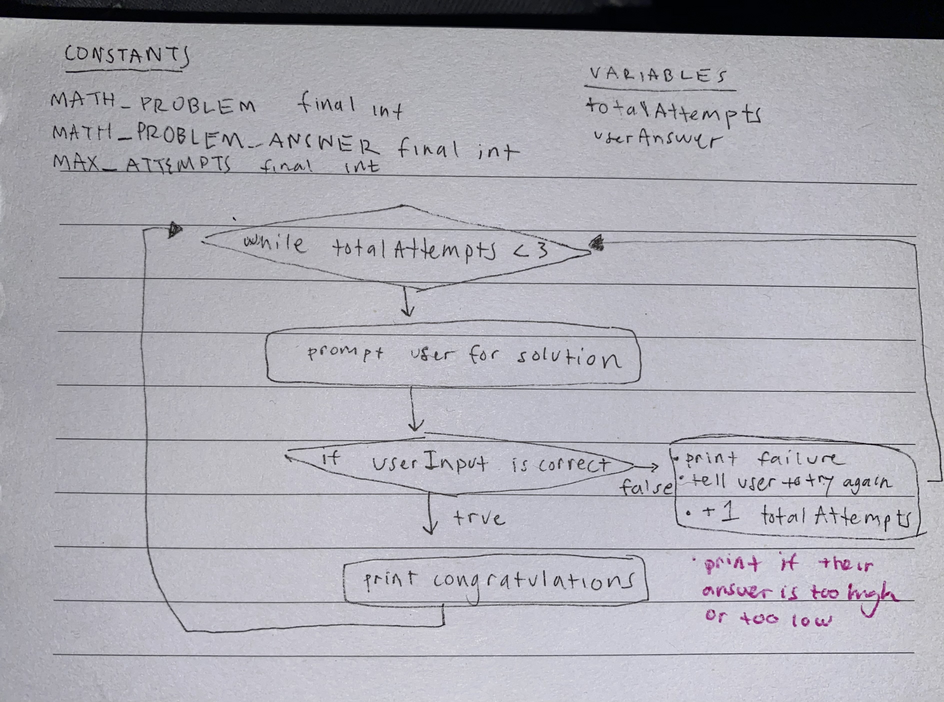 CONSTANTS
MATH_PROBLEM final int
MATH_PROBLEM_ANSWER final int
MAX_ATTEMPTS final int
VARIABLES
totalAttempts
userAnswer
while totalAttempts <3
prompt user for solution
if userInput is correct
false
• print failure
• tell user to try again
• +1 totalAttempts
true
print congratulations
• print if their
answer is too high
or too low